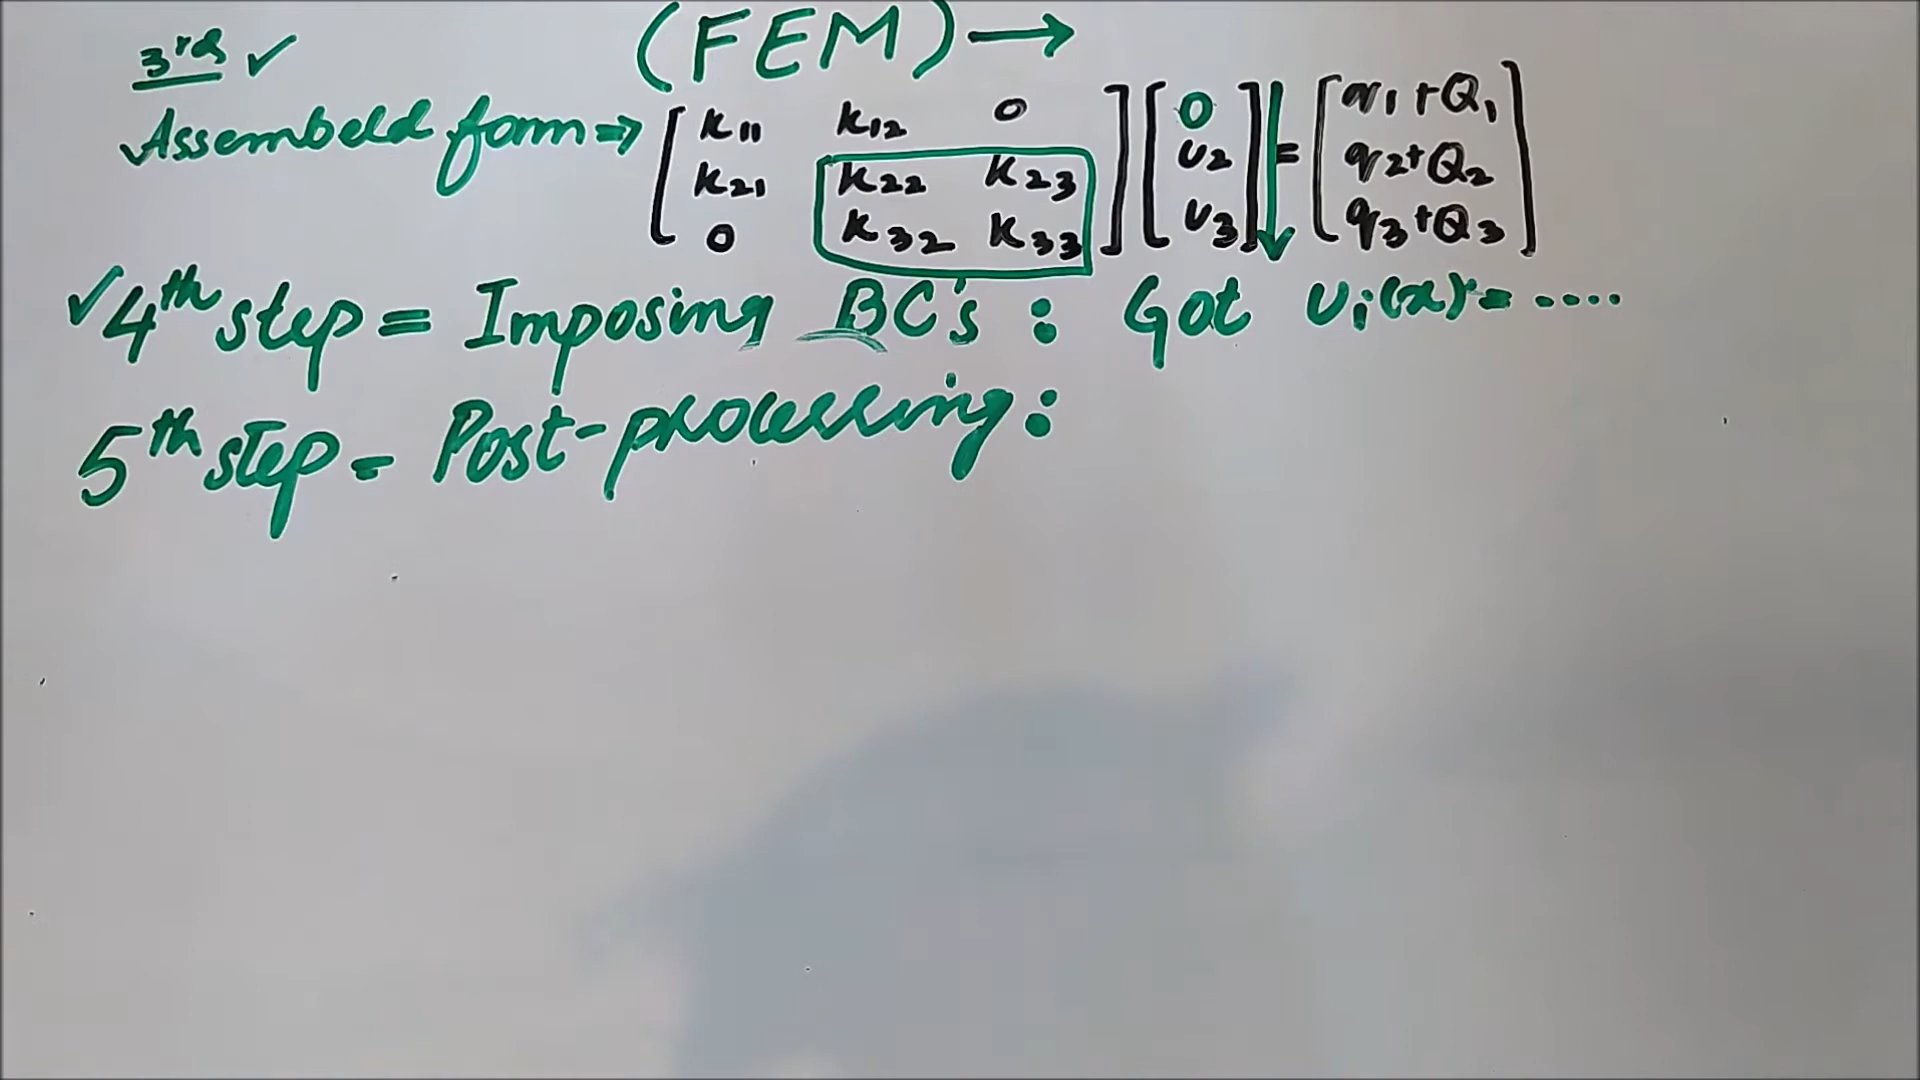 (FEM) →
3rd ✓
Assembeld form ⇒ [K11 K12 0 [0 = [q1+Q1
K21 K22 K23 U2 q2+Q2
0 K32 K33] U3] q3+Q3]
✓ 4th step = Imposing BC's : Got Ui(x) = ....
5th step = Post-processing :